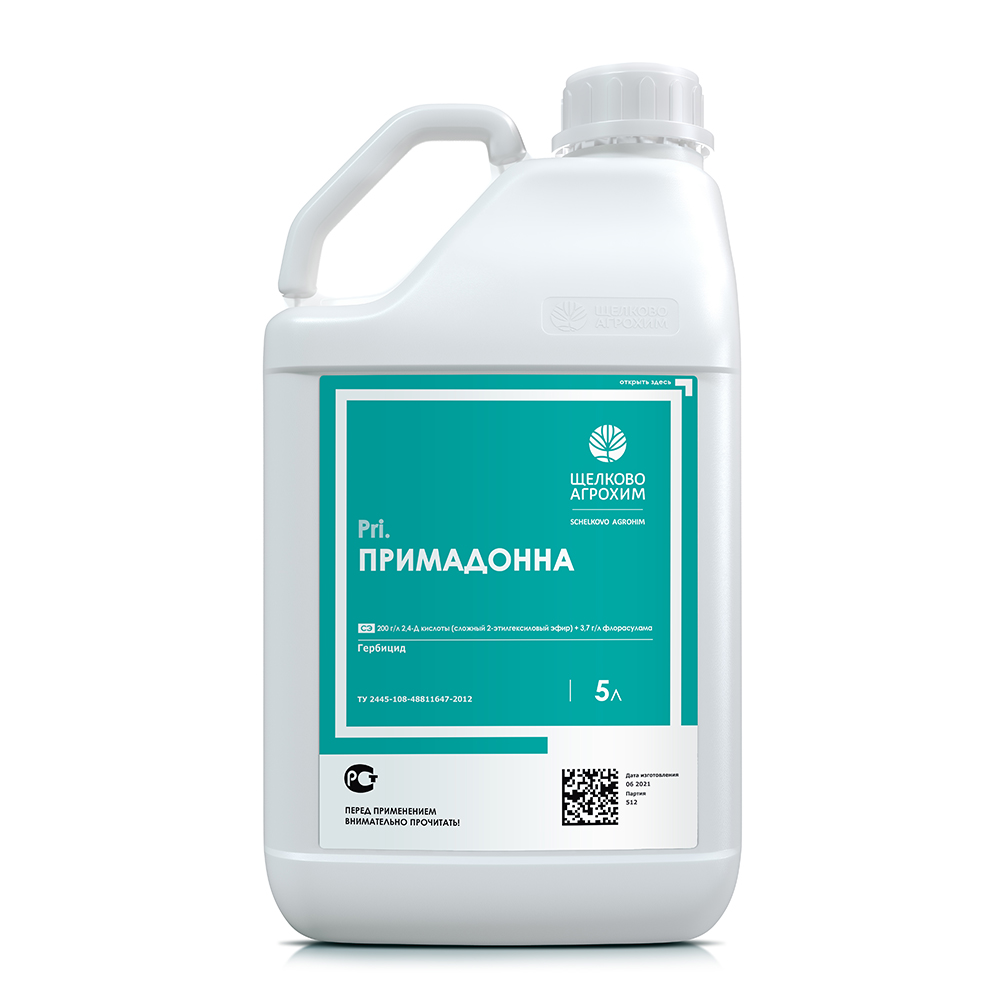 ЩЕЛКОВО
АГРОХИМ
открыть здесь
ЩЕЛКОВО
АГРОХИМ
SCHELKOVO AGROHIM
Pri.
ПРИМАДОННА
СЭ 200 г/л 2,4-Д кислоты (сложный 2-этилгексиловый эфир) + 3,7 г/л флорасулама
Гербицид
ТУ 2445-108-48811647-2012
5л
РСТ
ПЕРЕД ПРИМЕНЕНИЕМ
ВНИМАТЕЛЬНО ПРОЧИТАТЬ!
Дата изготовления
06 2021
Партия
512